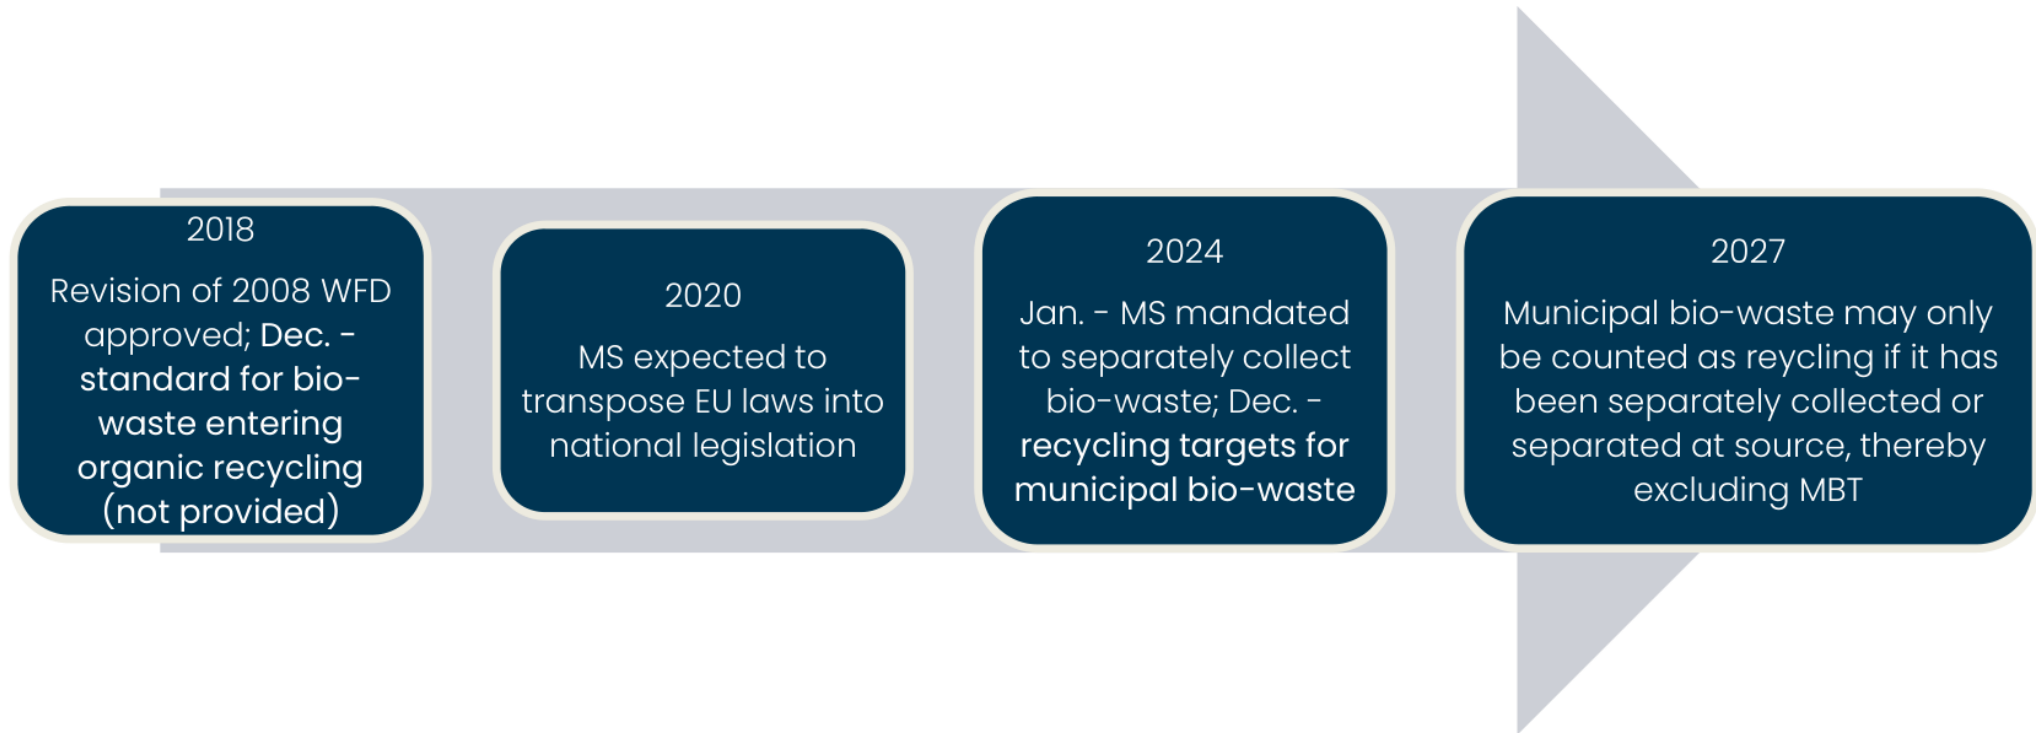 2018
Revision of 2008 WFD
approved; Dec. -
standard for bio-
waste entering
organic recycling
(not provided)
2020
MS expected to
transpose EU laws into
national legislation
2024
Jan. - MS mandated
to separately collect
bio-waste; Dec. -
recycling targets for
municipal bio-waste
2027
Municipal bio-waste may only
be counted as reycling if it has
been separately collected or
separated at source, thereby
excluding MBT